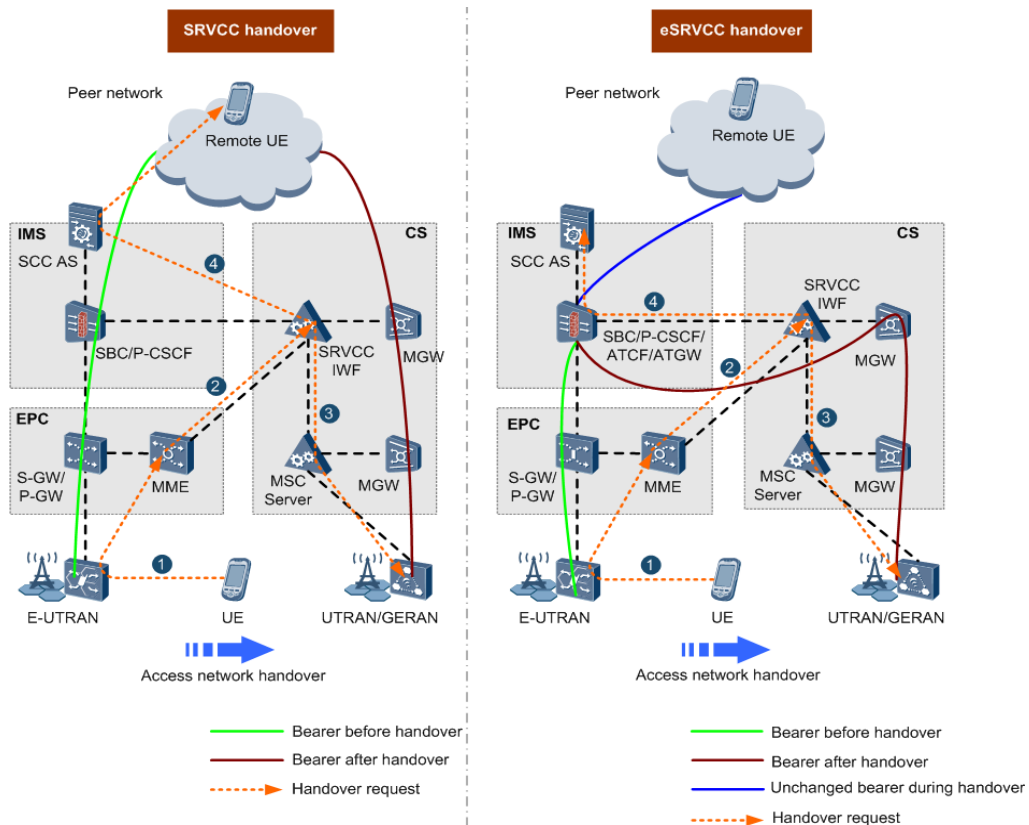 SRVCC handover
Peer network
Remote UE
IMS
CS
SCC AS
4
SBC/P-CSCF
SRVCC
IWF
MGW
2
3
EPC
S-GW/
P-GW
MME
MSC
Server
MGW
1
E-UTRAN
UE
UTRAN/GERAN
Access network handover
Bearer before handover
Bearer after handover
Handover request
eSRVCC handover
Peer network
Remote UE
IMS
CS
SCC AS
SRVCC
IWF
4
SBC/P-CSCF/
ATCF/ATGW
MGW
2
3
EPC
S-GW/
P-GW
MME
MSC
Server
MGW
1
E-UTRAN
UE
UTRAN/GERAN
Access network handover
Bearer before handover
Bearer after handover
Unchanged bearer during handover
Handover request